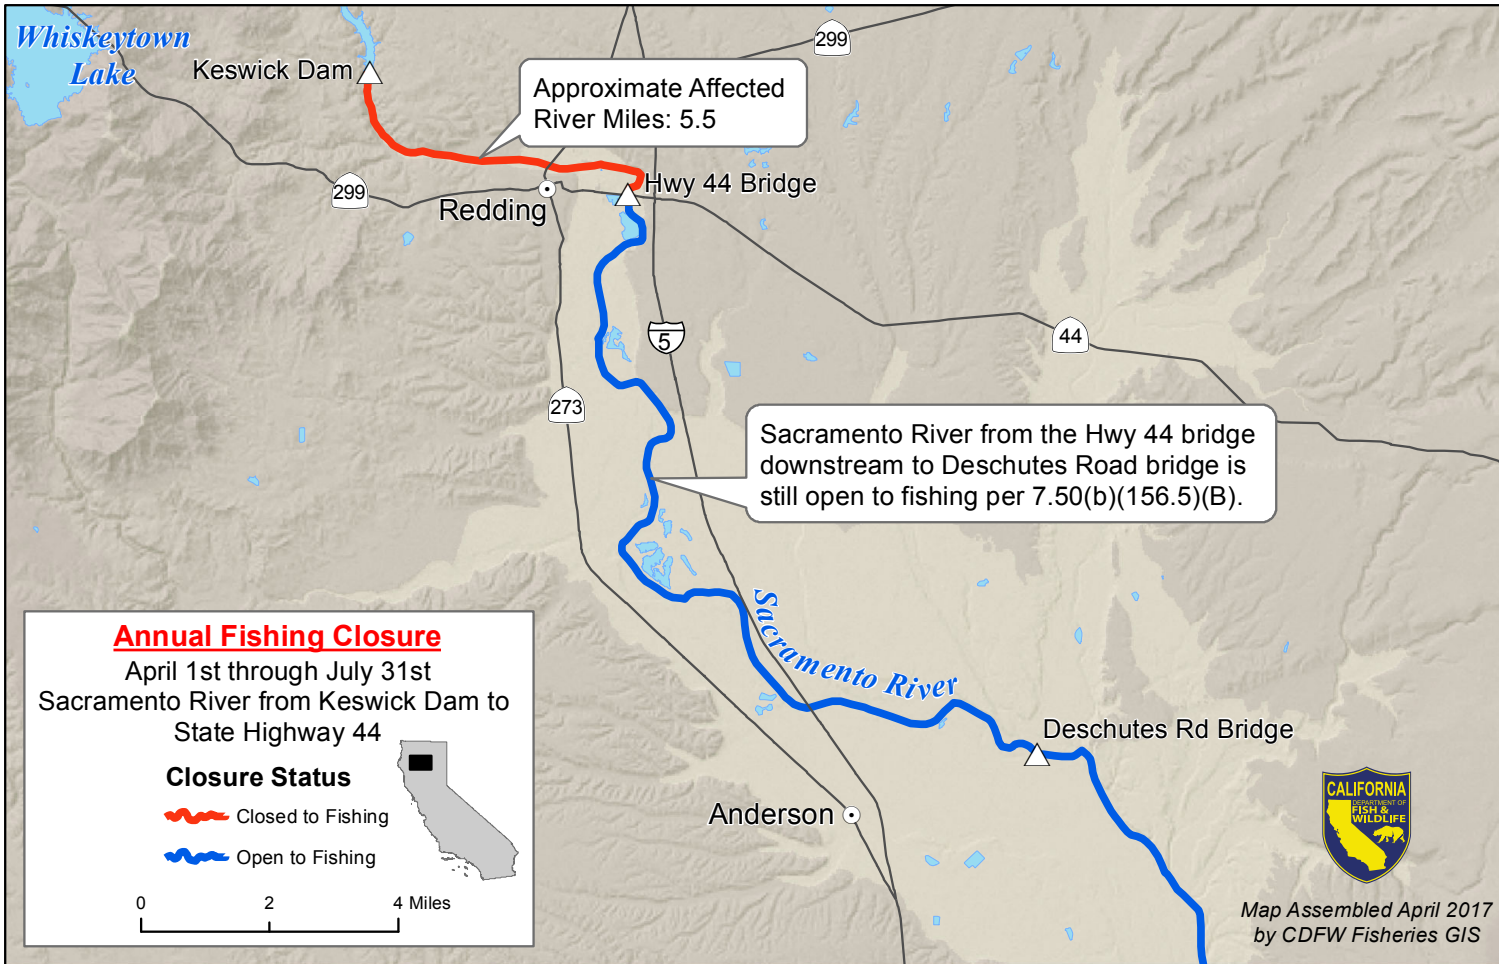 Whiskeytown
Lake
Keswick Dam
299
Approximate Affected
River Miles: 5.5
299
Redding
Hwy 44 Bridge
5
44
273
Sacramento River from the Hwy 44 bridge
downstream to Deschutes Road bridge is
still open to fishing per 7.50(b)(156.5)(B).
Sacramento River
Deschutes Rd Bridge
Anderson
Annual Fishing Closure
April 1st through July 31st
Sacramento River from Keswick Dam to
State Highway 44
Closure Status
Closed to Fishing
Open to Fishing
0 2 4 Miles
CALIFORNIA
DEPARTMENT OF
FISH &
WILDLIFE
Map Assembled April 2017
by CDFW Fisheries GIS